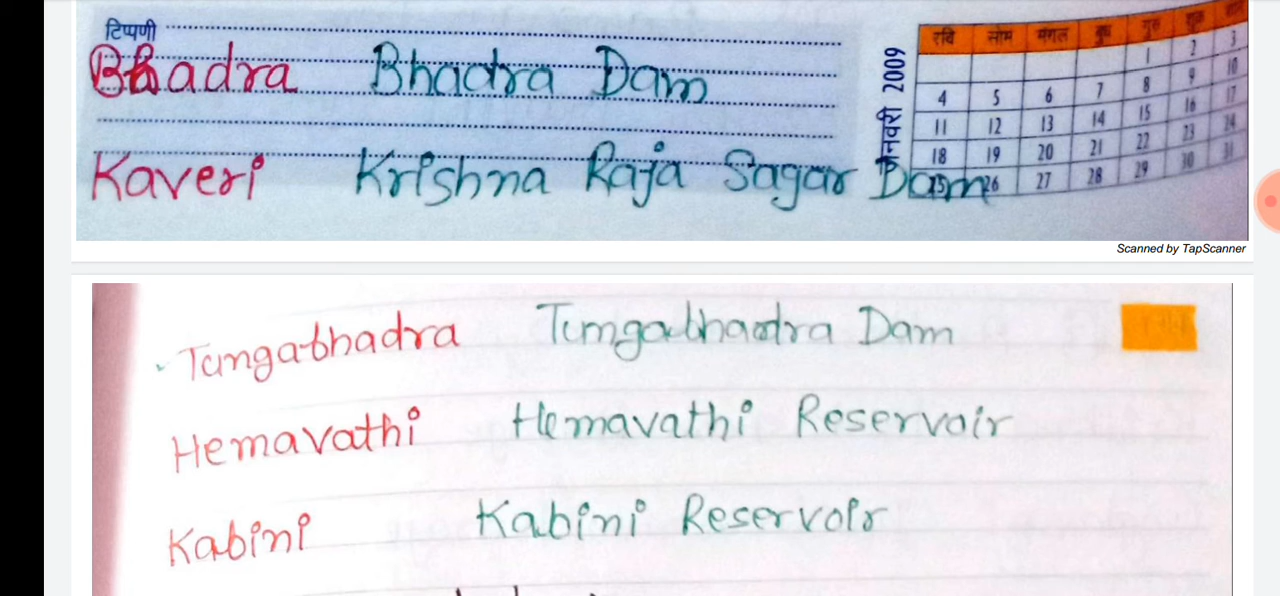 टिप्पणी
Bhadra Bhadra Dam
Kaveri Krishna Raja Sagar Dam
जनवरी 2009
रवि सोम मंगल बुध गुरु शुक्र
1 2 3
4 5 6 7 8 9 10
11 12 13 14 15 16 17
18 19 20 21 22 23 24
25 26 27 28 29 30 31
Scanned by TapScanner
Tungabhadra Tungabhadra Dam
Hemavathi Hemavathi Reservoir
Kabini Kabini Reservoir